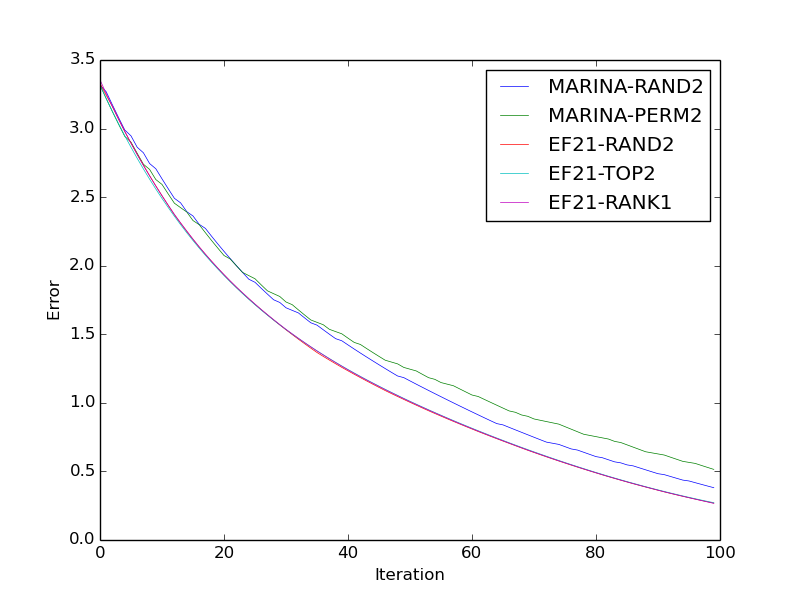 3.5
3.0
2.5
2.0
1.5
1.0
0.5
0.0
Error
MARINA-RAND2
MARINA-PERM2
EF21-RAND2
EF21-TOP2
EF21-RANK1
0 20 40 60 80 100
Iteration